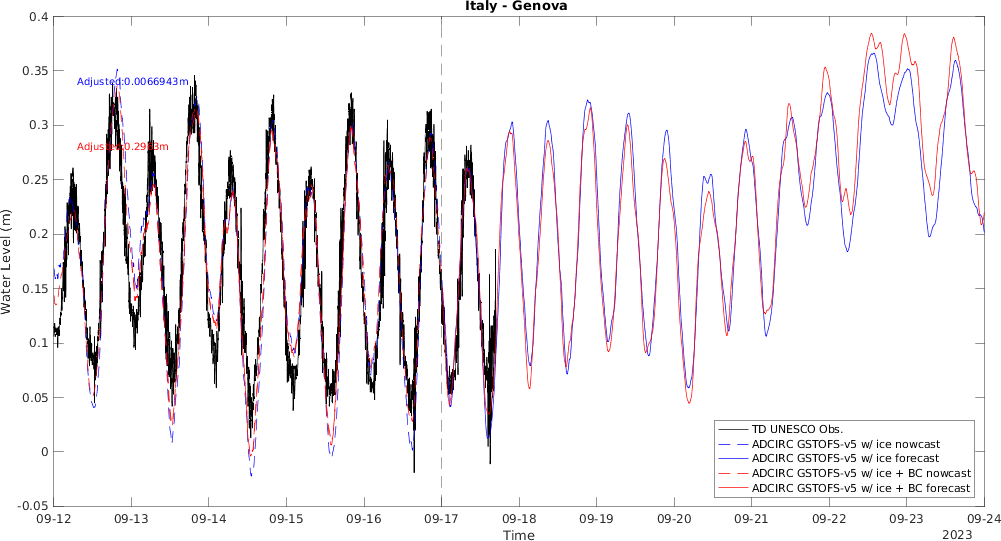 Italy - Genova
0.4
0.35
0.3
0.25
0.2
0.15
0.1
0.05
0
-0.05
Water Level (m)
Adjusted:0.0066943m
TD UNESCO Obs.
ADCIRC GSTOFS-v5 w/ ice nowcast
ADCIRC GSTOFS-v5 w/ ice forecast
ADCIRC GSTOFS-v5 w/ ice + BC nowcast
ADCIRC GSTOFS-v5 w/ ice + BC forecast
09-12 09-13 09-14 09-15 09-16 09-17 09-18 09-19 09-20 09-21 09-22 09-23 09-24
Time
2023